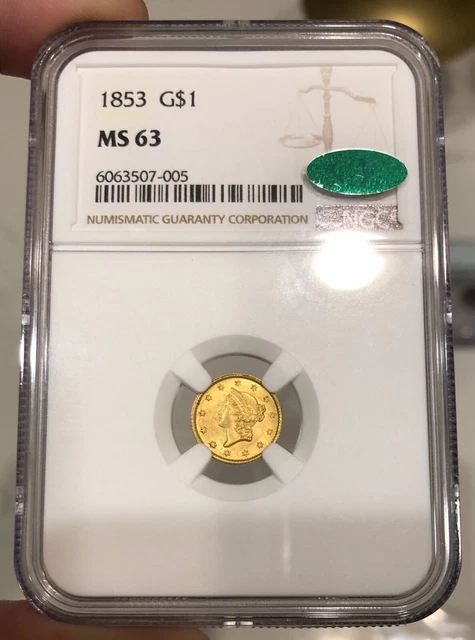 1853 G$1
MS 63
6063507-005
NUMISMATIC GUARANTY CORPORATION
NGC